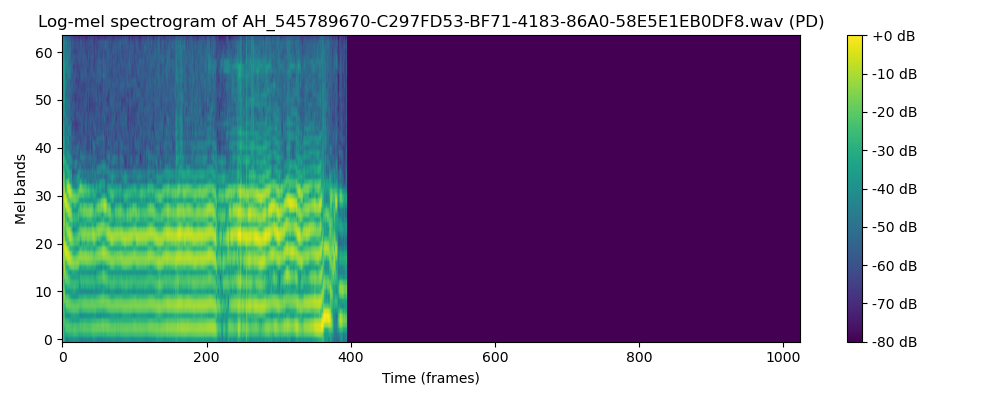 Log-mel spectrogram of AH_545789670-C297FD53-BF71-4183-86A0-58E5E1EB0DF8.wav (PD)
Mel bands
60
50
40
30
20
10
0
0 200 400 600 800 1000
Time (frames)
+0 dB
-10 dB
-20 dB
-30 dB
-40 dB
-50 dB
-60 dB
-70 dB
-80 dB